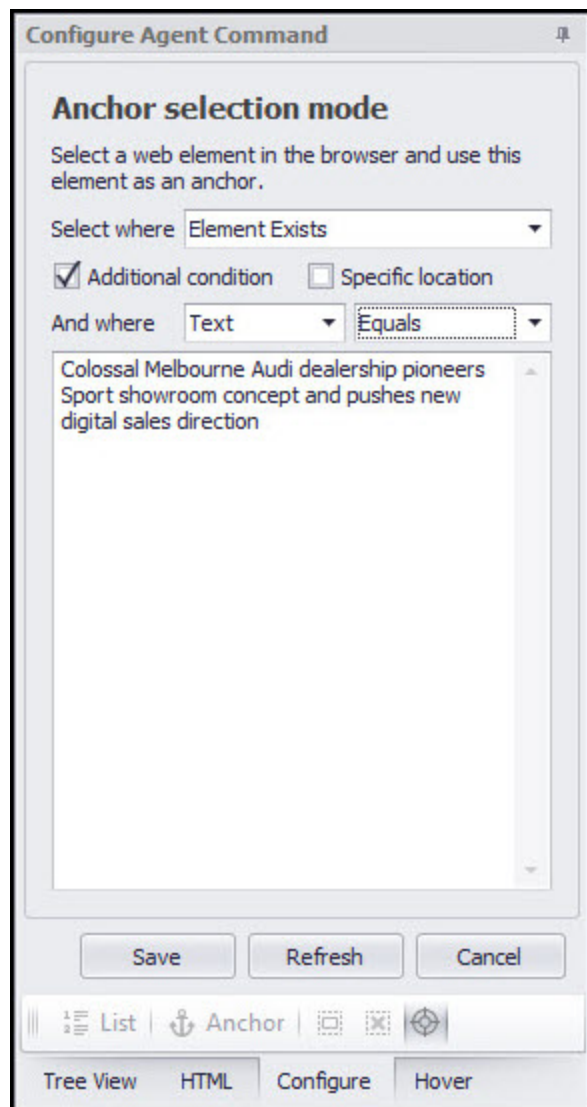 Configure Agent Command
Anchor selection mode
Select a web element in the browser and use this
element as an anchor.
Select where Element Exists
Additional condition Specific location
And where Text Equals
Colossal Melbourne Audi dealership pioneers
Sport showroom concept and pushes new
digital sales direction
Save Refresh Cancel
List Anchor
Tree View HTML Configure Hover